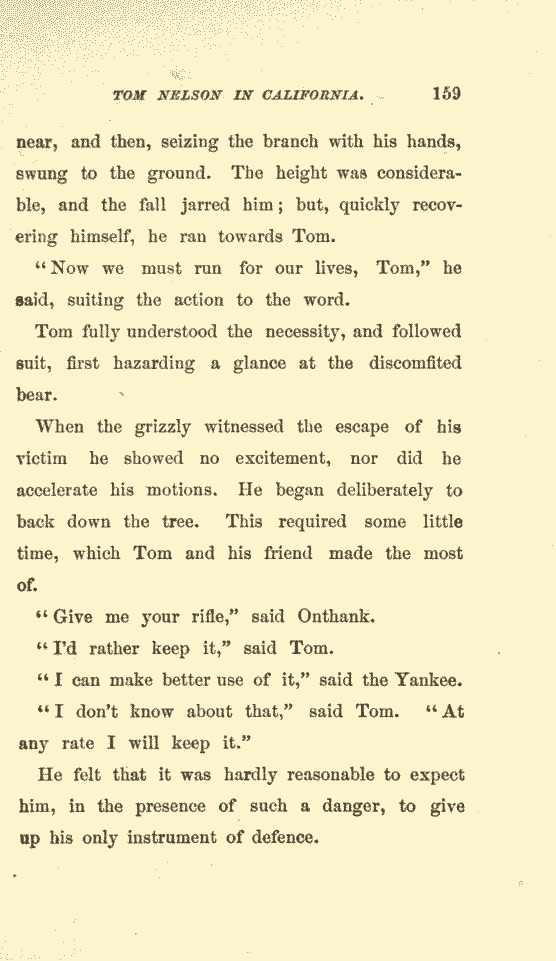 TOM NELSON IN CALIFORNIA. 159
near, and then, seizing the branch with his hands,
swung to the ground. The height was considera-
ble, and the fall jarred him; but, quickly recov-
ering himself, he ran towards Tom.
“Now we must run for our lives, Tom,” he
said, suiting the action to the word.
Tom fully understood the necessity, and followed
suit, first hazarding a glance at the discomfited
bear.
When the grizzly witnessed the escape of his
victim he showed no excitement, nor did he
accelerate his motions. He began deliberately to
back down the tree. This required some little
time, which Tom and his friend made the most
of.
“Give me your rifle,” said Onthank.
“I'd rather keep it,” said Tom.
“I can make better use of it,” said the Yankee.
“I don't know about that,” said Tom. “At
any rate I will keep it.”
He felt that it was hardly reasonable to expect
him, in the presence of such a danger, to give
up his only instrument of defence.